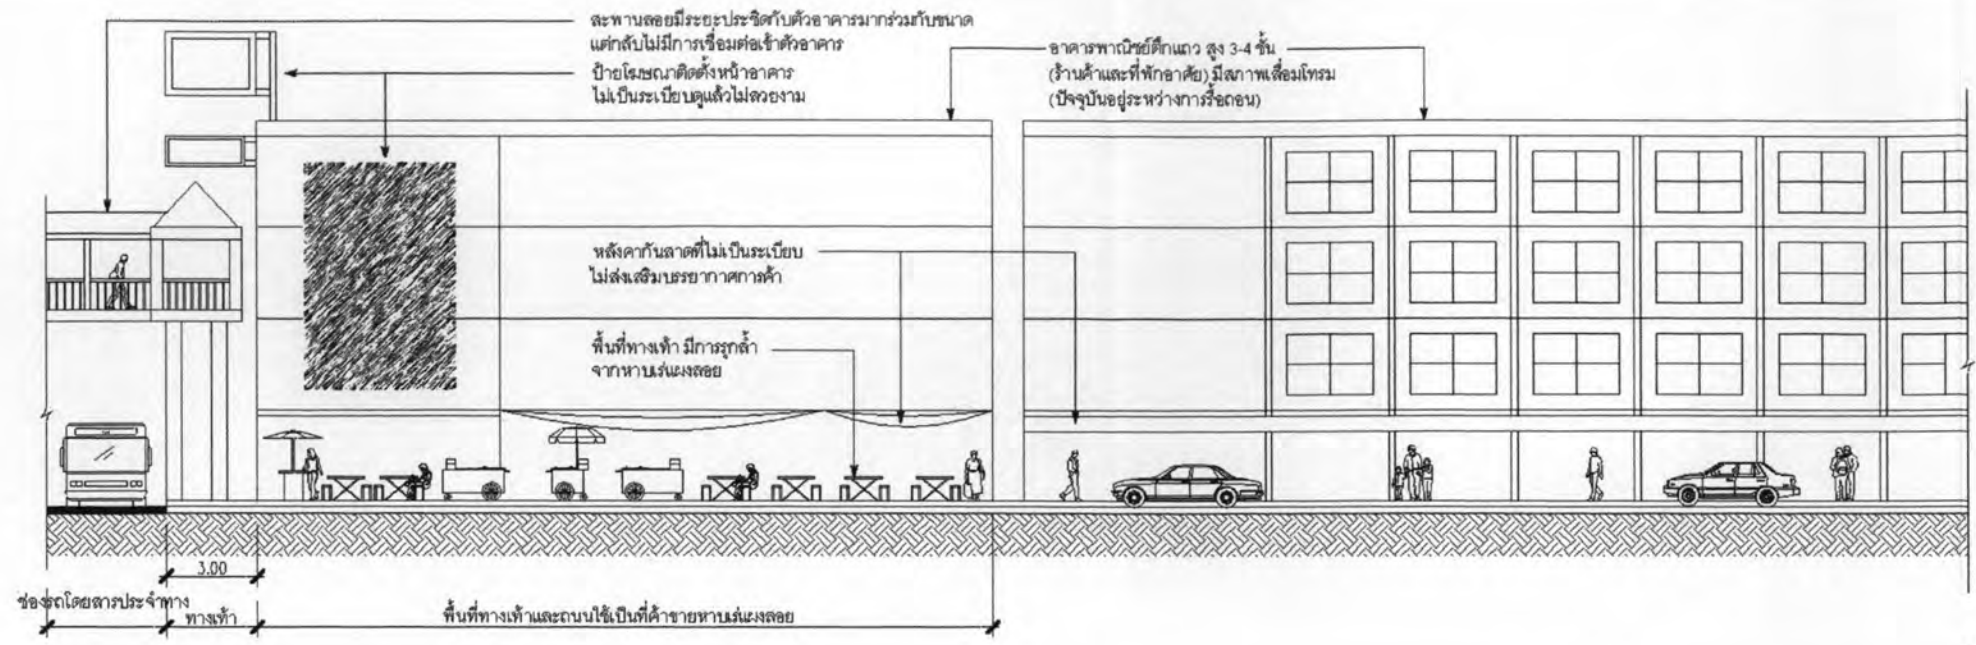 สะพานลอยมีระยะประชิดกับตัวอาคารมากร่วมกับขนาด
แต่กลับไม่มีการเชื่อมต่อเข้าตัวอาคาร
ป้ายโฆษณาติดตั้งหน้าอาคาร
ไม่เป็นระเบียบดูแล้วไม่สวยงาม
อาคารพาณิชย์ตึกแถว สูง 3-4 ชั้น
(ร้านค้าและที่พักอาศัย) มีสภาพเสื่อมโทรม
(ปัจจุบันอยู่ระหว่างการรื้อถอน)
หลังคากันสาดที่ไม่เป็นระเบียบ
ไม่ส่งเสริมบรรยากาศการค้า
พื้นที่ทางเท้า มีการรุกล้ำ
จากหาบเร่แผงลอย
3.00
ช่องรถโดยสารประจำทาง
ทางเท้า
พื้นที่ทางเท้าและถนนใช้เป็นที่ค้าขายหาบเร่แผงลอย